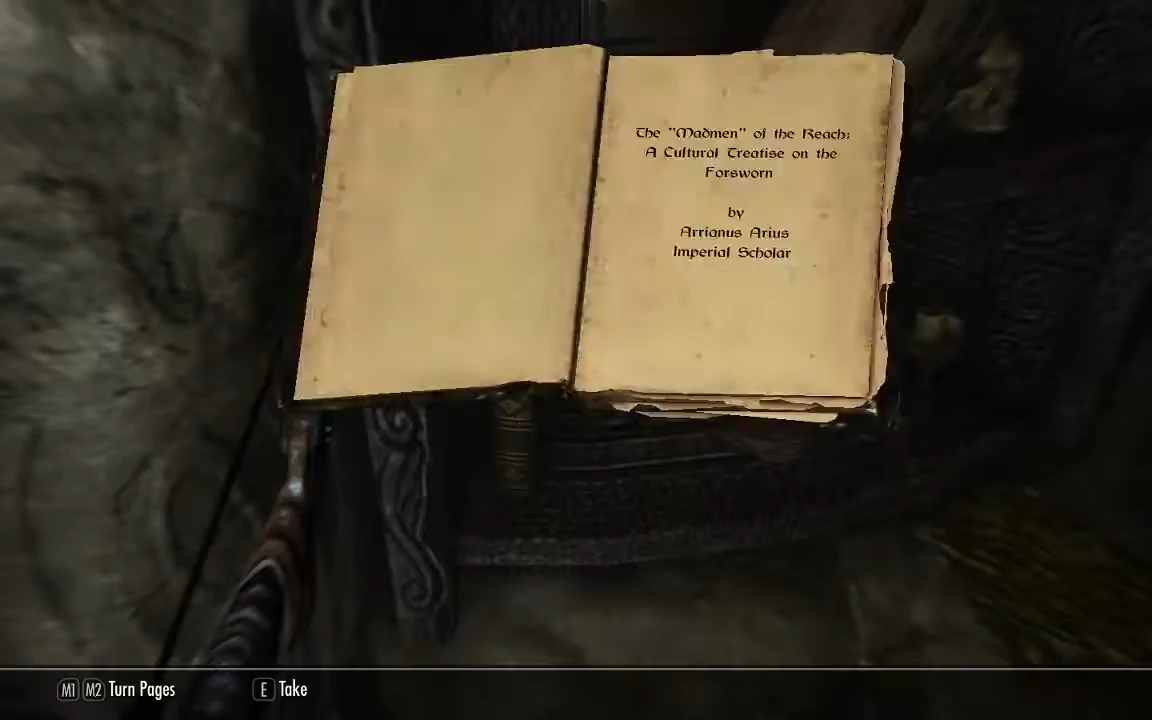 The "Madmen" of the Reach:
A Cultural Treatise on the
Forsworn
by
Arrianus Arius
Imperial Scholar
M1 M2 Turn Pages
E Take